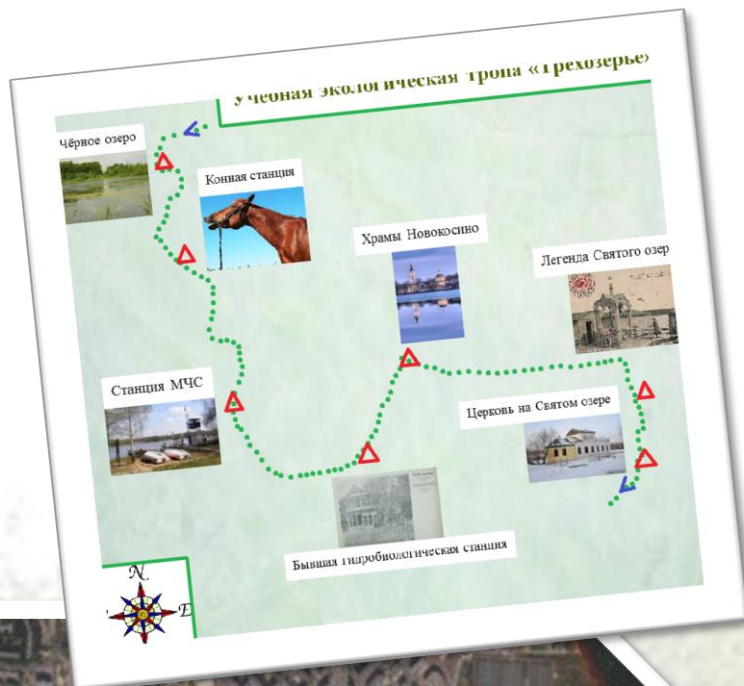 Учебная экологическая тропа «Трехозерье»
Чёрное озеро
Конная станция
Храмы Новокосино
Легенда Святого озер
Станция МЧС
Церковь на Святом озере
Бывшая гидробиологическая станция
N
E